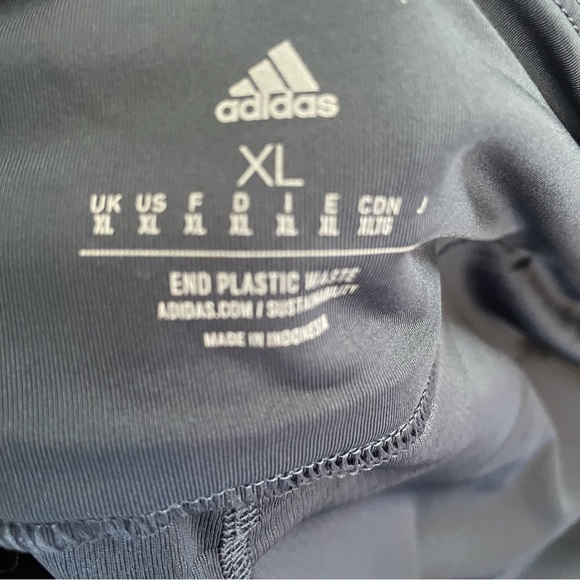 adidas
XL
UK US F D I E CDN J
XL XL XL XL XL XL XL/TG
END PLASTIC WASTE
ADIDAS.COM / SUSTAINABILITY
MADE IN INDONESIA